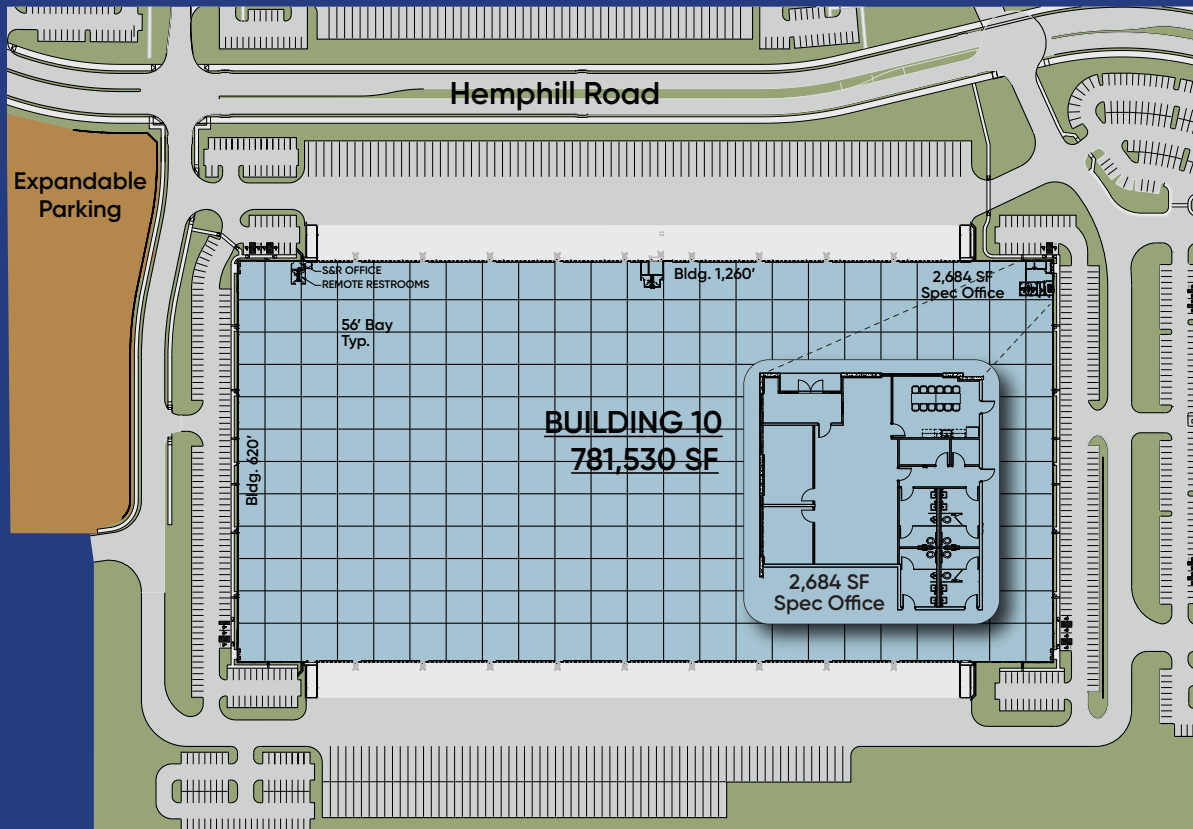 Hemphill Road
Expandable
Parking
S&R OFFICE
REMOTE RESTROOMS
Bldg. 1,260'
2,684 SF
Spec Office
56' Bay
Typ.
BUILDING 10
781,530 SF
Bldg. 620'
2,684 SF
Spec Office